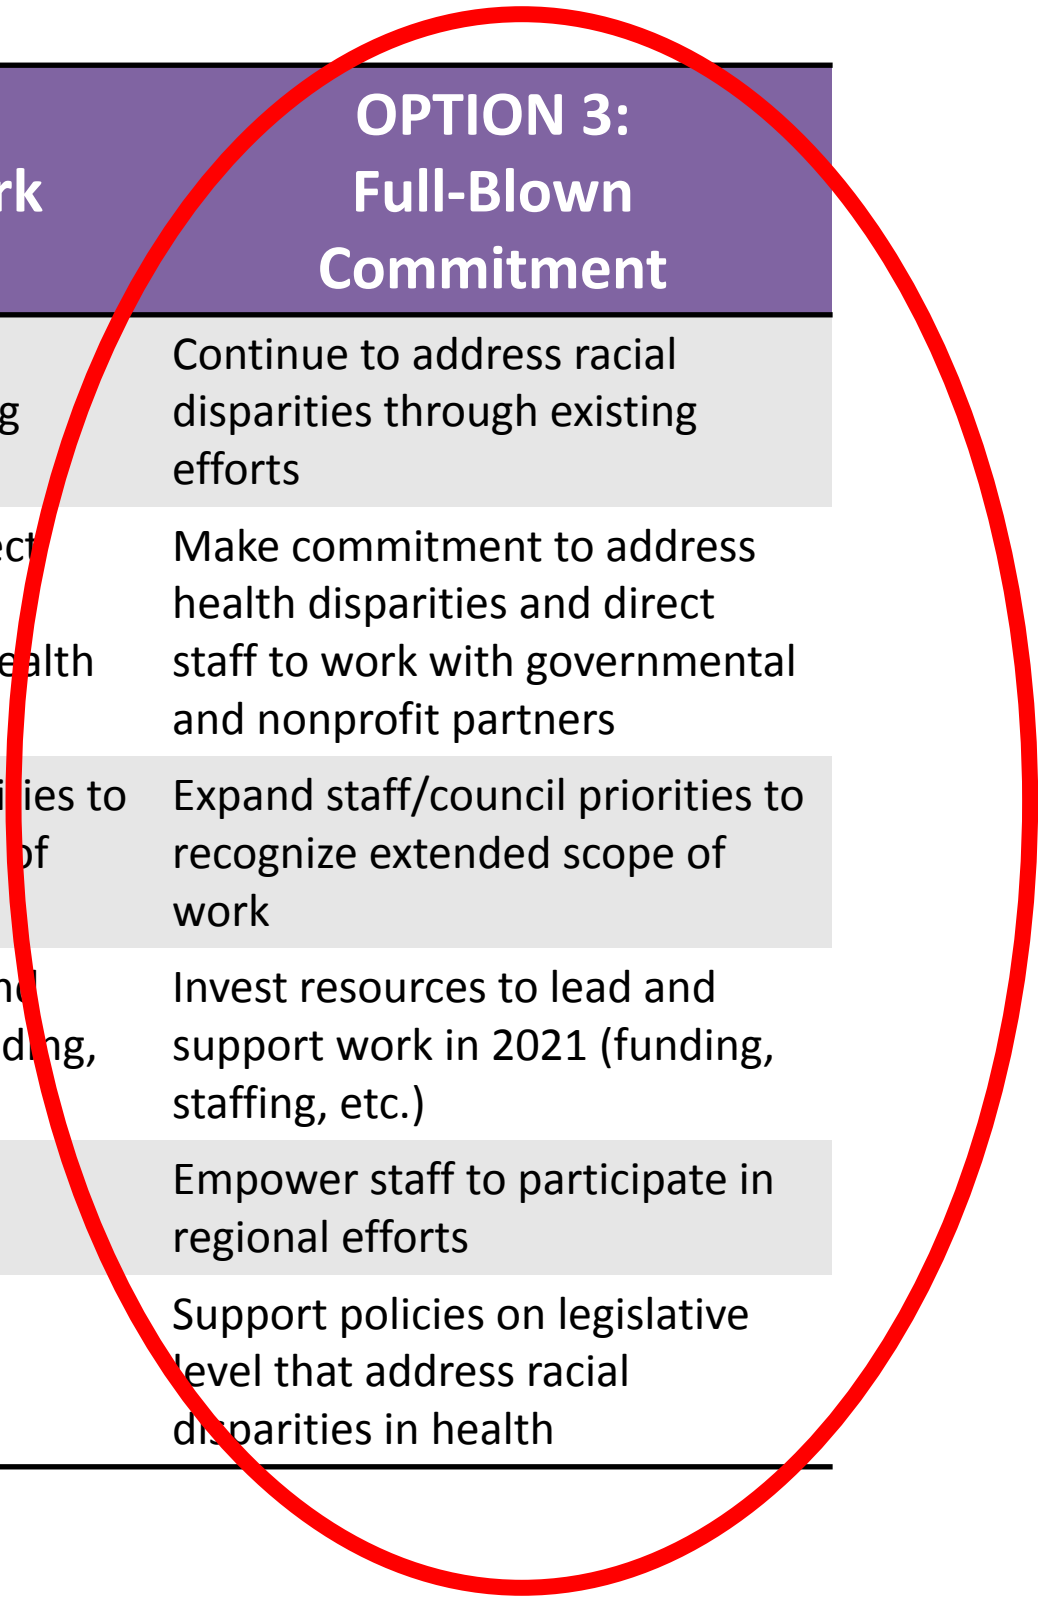 rk
OPTION 3:
Full-Blown
Commitment
g
Continue to address racial
disparities through existing
efforts
ect
ealth
Make commitment to address
health disparities and direct
staff to work with governmental
and nonprofit partners
ities to
of
Expand staff/council priorities to
recognize extended scope of
work
nd
ding,
Invest resources to lead and
support work in 2021 (funding,
staffing, etc.)
Empower staff to participate in
regional efforts
Support policies on legislative
level that address racial
disparities in health